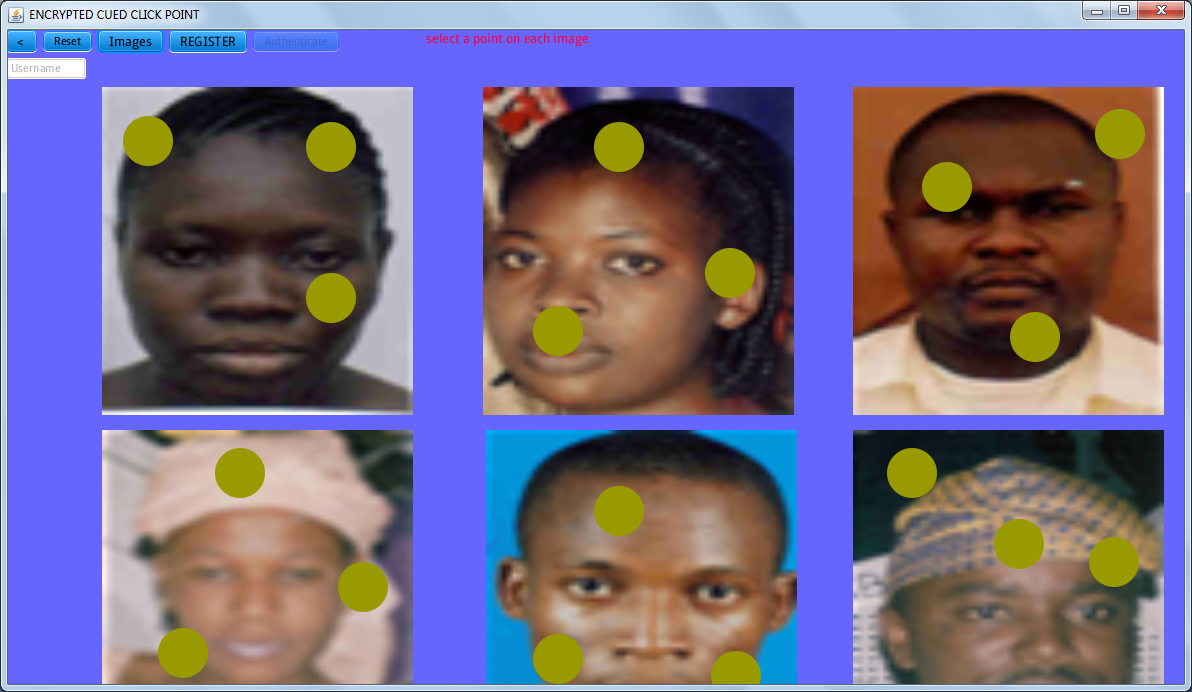 ENCRYPTED CUED CLICK POINT
< Reset Images REGISTER Authenticate select a point on each image
Username